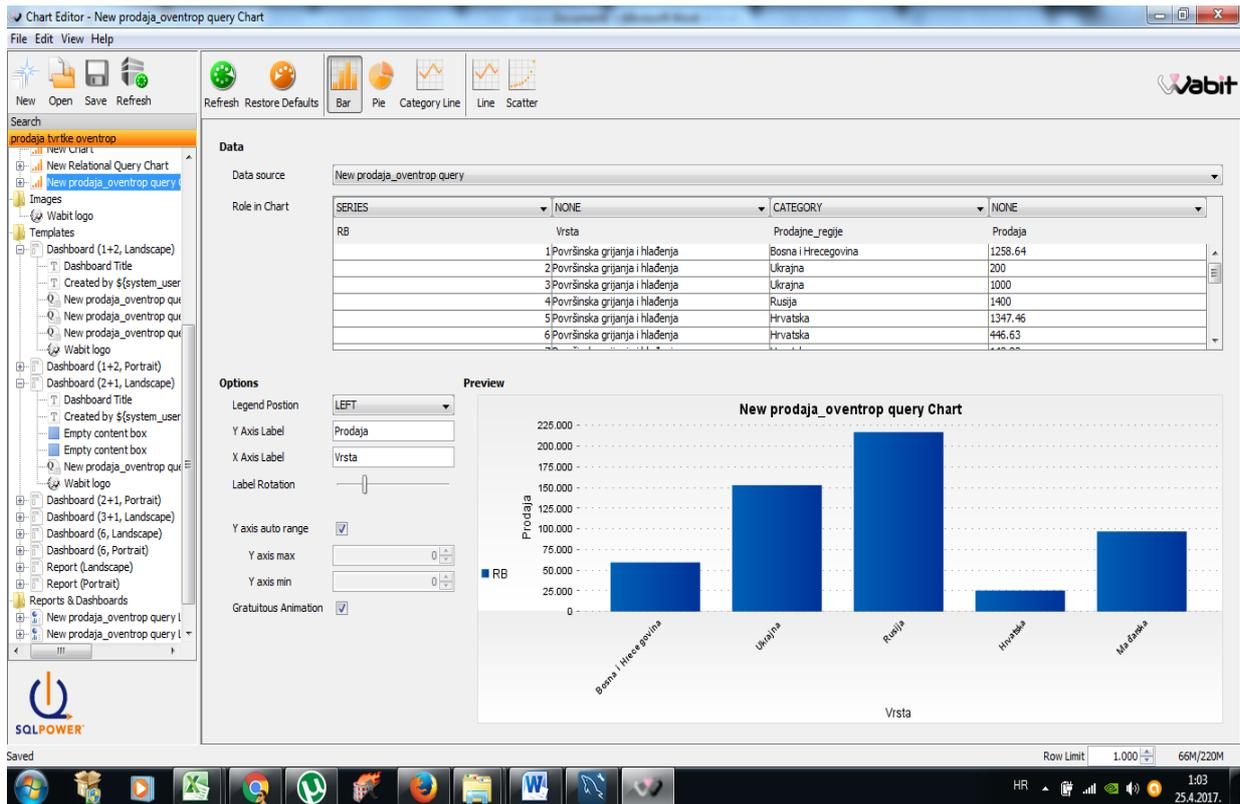 Chart Editor - New prodaja_oventrop query Chart
File Edit View Help
New Open Save Refresh
Refresh Restore Defaults Bar Pie Category Line Line Scatter
Wabit
Search
prodaja tvrtke oventrop
New Chart
New Relational Query Chart
New prodaja_oventrop query
Images
Wabit logo
Templates
Dashboard (1+2, Landscape)
Dashboard Title
Created by ${system_user
New prodaja_oventrop que
New prodaja_oventrop que
New prodaja_oventrop que
Wabit logo
Dashboard (1+2, Portrait)
Dashboard (2+1, Landscape)
Dashboard Title
Created by ${system_user
Empty content box
Empty content box
New prodaja_oventrop que
Wabit logo
Dashboard (2+1, Portrait)
Dashboard (3+1, Landscape)
Dashboard (6, Landscape)
Dashboard (6, Portrait)
Report (Landscape)
Report (Portrait)
Reports & Dashboards
New prodaja_oventrop query L
New prodaja_oventrop query L
SQLPOWER
Data
Data source New prodaja_oventrop query
Role in Chart SERIES NONE CATEGORY NONE
RB Vrsta Prodajne_regije Prodaja
1 Površinska grijanja i hlađenja Bosna i Hrecegovina 1258.64
2 Površinska grijanja i hlađenja Ukrajna 200
3 Površinska grijanja i hlađenja Ukrajna 1000
4 Površinska grijanja i hlađenja Rusija 1400
5 Površinska grijanja i hlađenja Hrvatska 1347.46
6 Površinska grijanja i hlađenja Hrvatska 446.63
Options
Legend Postion LEFT
Y Axis Label Prodaja
X Axis Label Vrsta
Label Rotation
Y axis auto range
Y axis max 0
Y axis min 0
Gratuitous Animation
Preview
New prodaja_oventrop query Chart
225.000
200.000
175.000
150.000
125.000
100.000
75.000
50.000
25.000
0
Prodaja
RB
Bosna i Hrecegovina
Ukrajna
Rusija
Hrvatska
Mađarska
Vrsta
Saved
Row Limit 1.000 66M/220M
HR
1:03
25.4.2017.